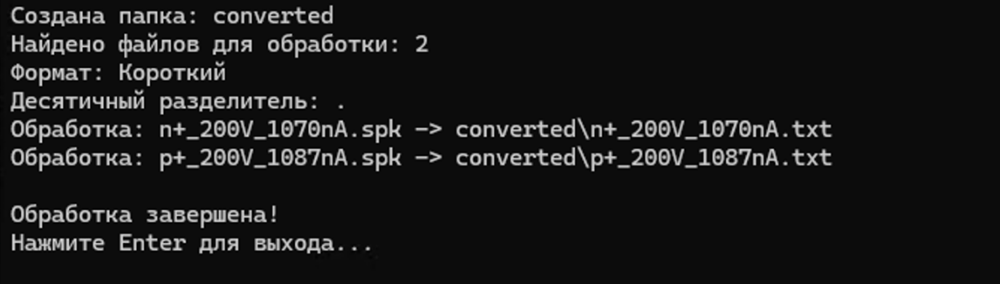 Создана папка: converted
Найдено файлов для обработки: 2
Формат: Короткий
Десятичный разделитель: .
Обработка: n+_200V_1070nA.spk -> converted\n+_200V_1070nA.txt
Обработка: p+_200V_1087nA.spk -> converted\p+_200V_1087nA.txt
Обработка завершена!
Нажмите Enter для выхода...